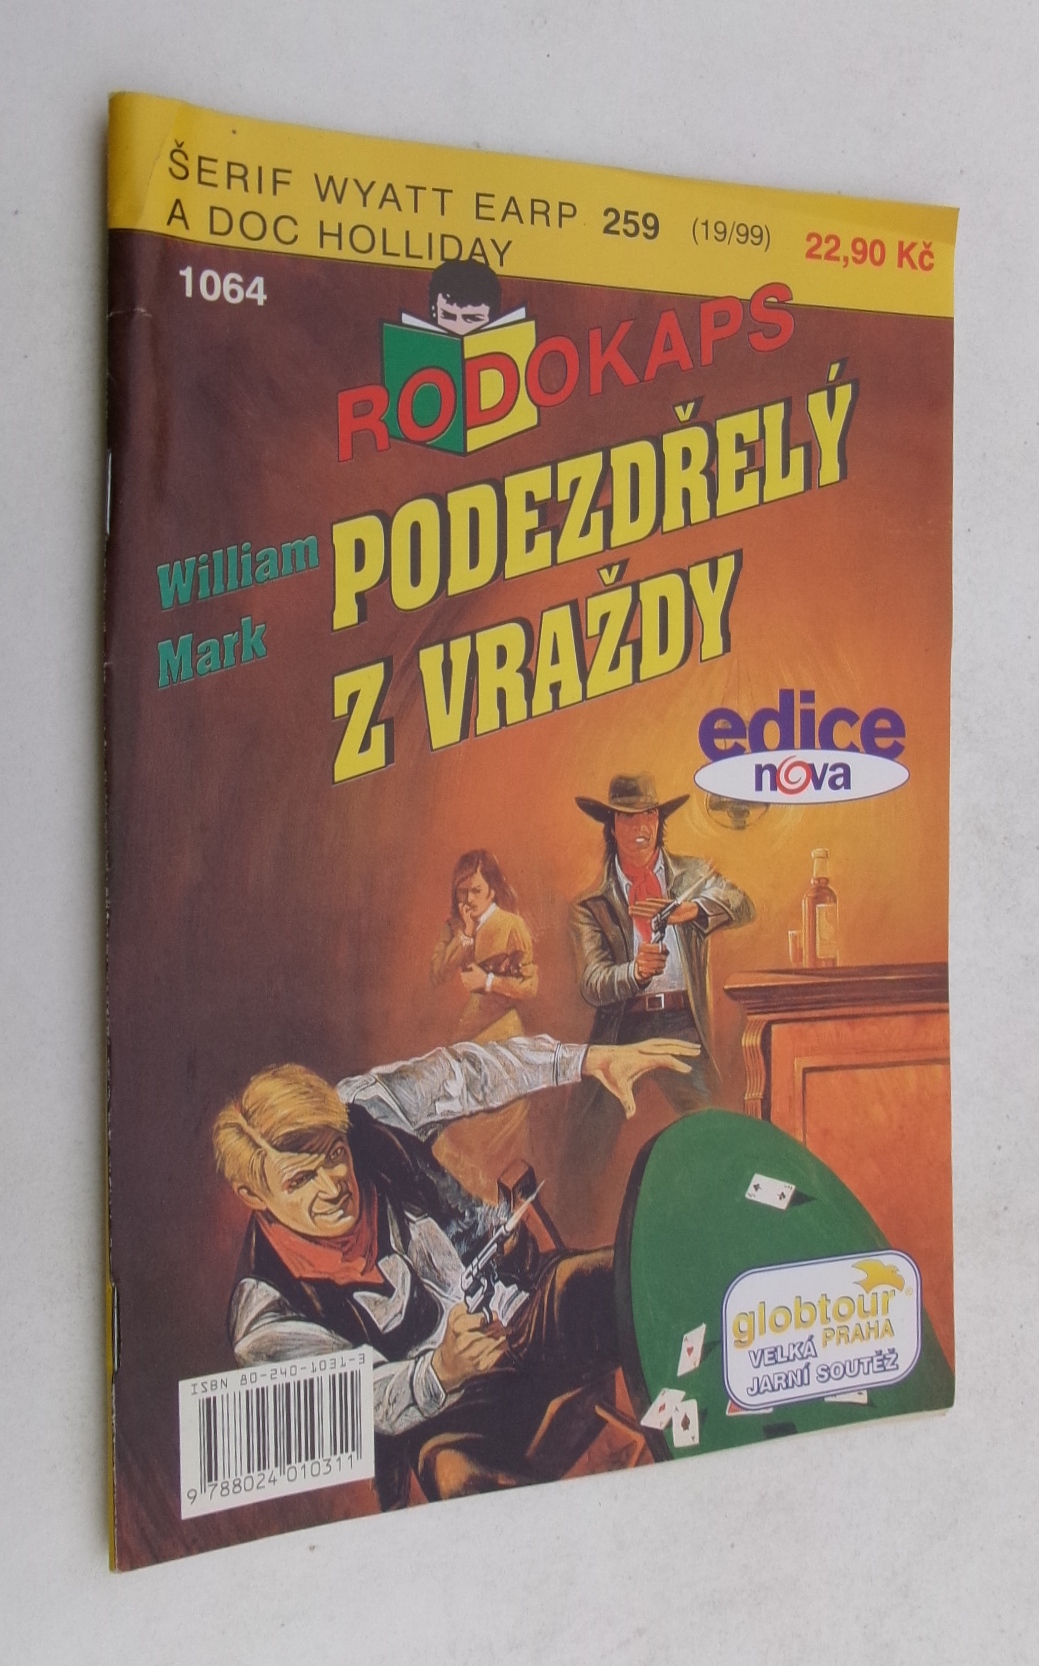 ŠERIF WYATT EARP 259 (19/99) 22,90 Kč
A DOC HOLLIDAY
1064
RODOKAPS
William
Mark
PODEZDŘELÝ
Z VRAŽDY
edice
nova
globtour ©
PRAHA
VELKÁ
JARNÍ SOUTĚŽ
ISBN 80-240-1031-3
9 788024 010311